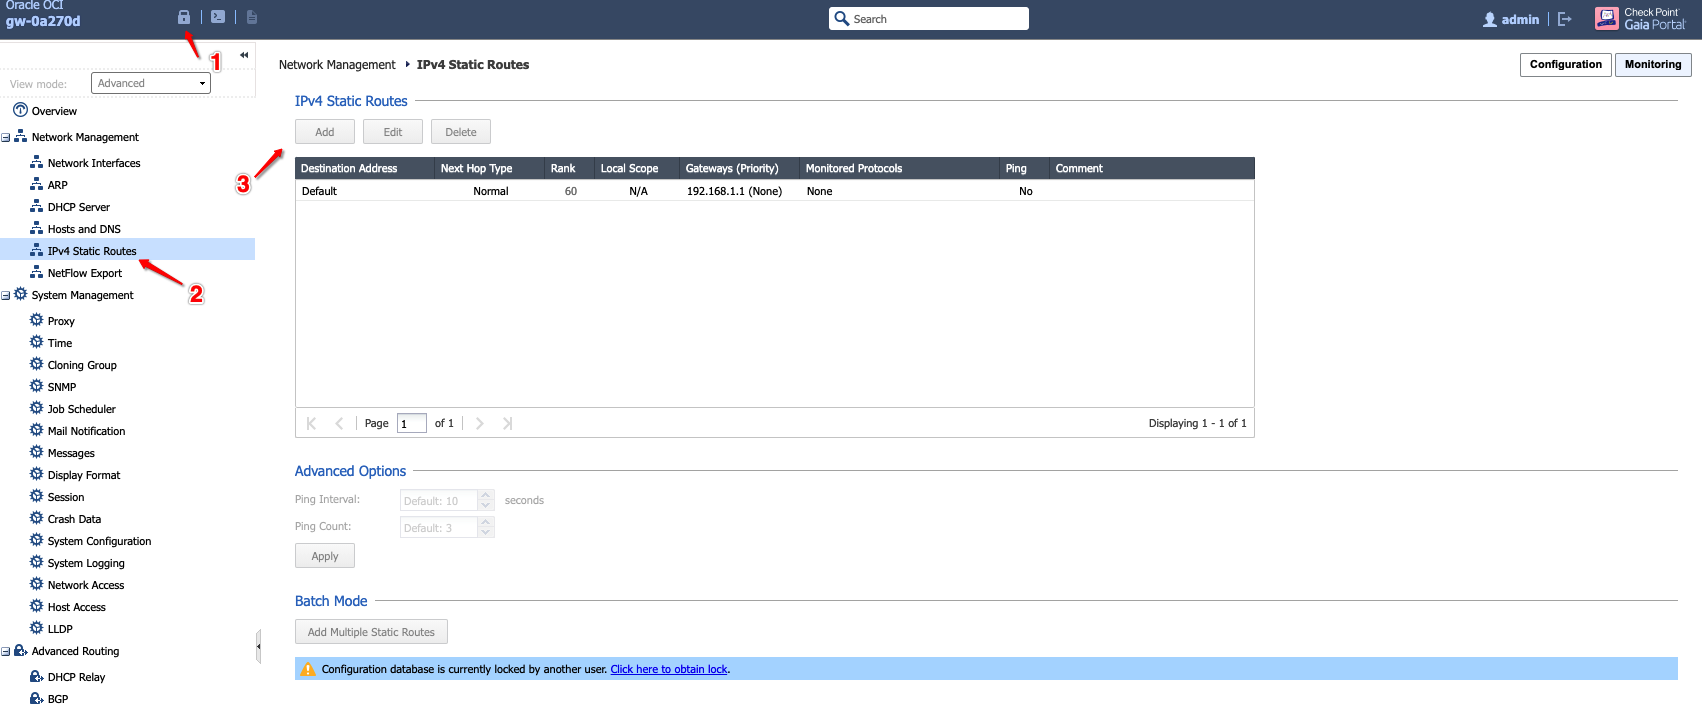 Oracle OCI
gw-0a270d
Search
admin
Check Point
Gaia Portal
1
View mode:
Advanced
Network Management
IPv4 Static Routes
Configuration
Monitoring
Overview
Network Management
Network Interfaces
ARP
DHCP Server
Hosts and DNS
IPv4 Static Routes
NetFlow Export
2
System Management
Proxy
Time
Cloning Group
SNMP
Job Scheduler
Mail Notification
Messages
Display Format
Session
Crash Data
System Configuration
System Logging
Network Access
Host Access
LLDP
Advanced Routing
DHCP Relay
BGP
IPv4 Static Routes
Add Edit Delete
3
Destination Address Next Hop Type Rank Local Scope Gateways (Priority) Monitored Protocols Ping Comment
Default Normal 60 N/A 192.168.1.1 (None) None No
Page 1 of 1
Displaying 1 - 1 of 1
Advanced Options
Ping Interval: Default: 10 seconds
Ping Count: Default: 3
Apply
Batch Mode
Add Multiple Static Routes
Configuration database is currently locked by another user. Click here to obtain lock.